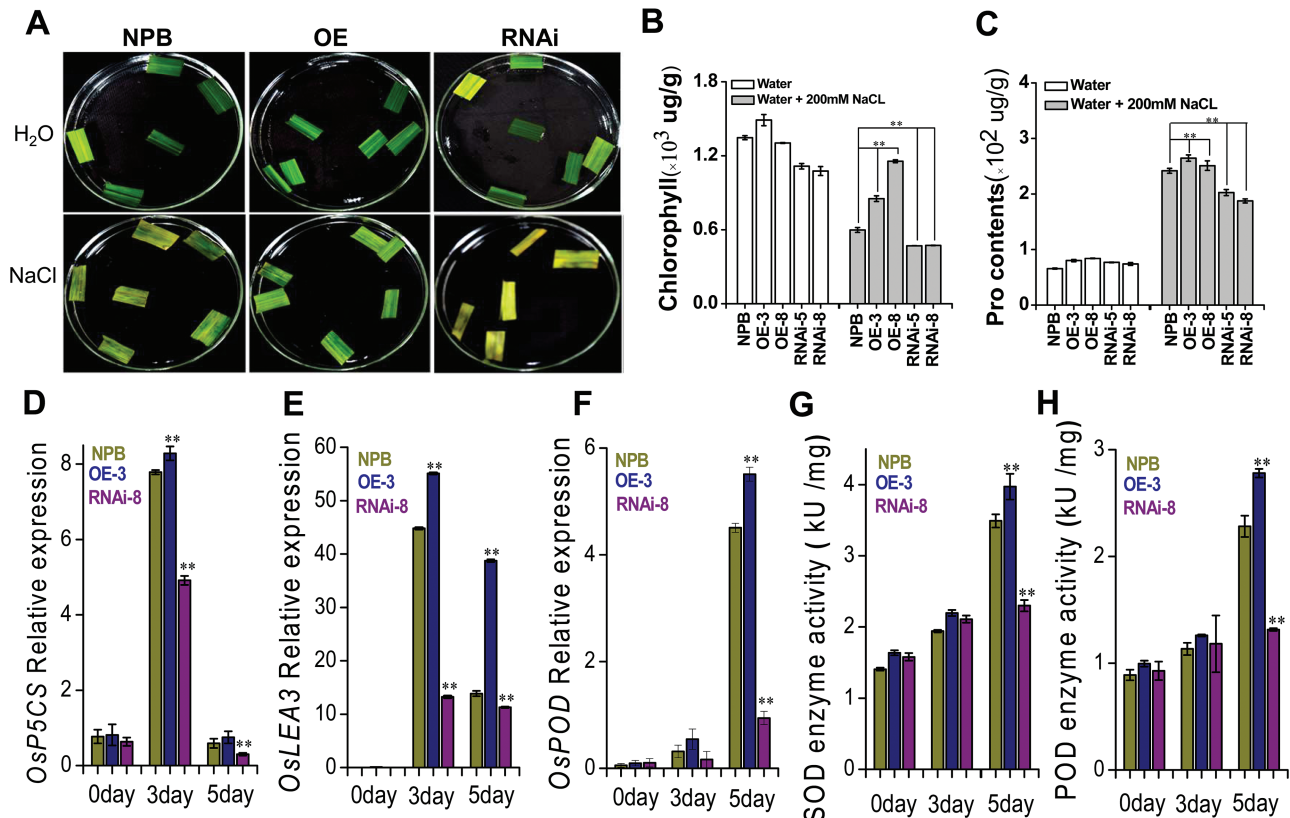 A
NPB OE RNAi
H2O
NaCl
B
Chlorophyll(×10³ ug/g)
1.8
1.2
0.6
0.0
Water
Water + 200mM NaCL
**
**
NPB OE-3 OE-8 RNAi-5 RNAi-8 NPB OE-3 OE-8 RNAi-5 RNAi-8
C
Pro contents(×10² ug/g)
4
3
2
1
0
Water
Water + 200mM NaCL
**
**
NPB OE-3 OE-8 RNAi-5 RNAi-8 NPB OE-3 OE-8 RNAi-5 RNAi-8
D
OsP5CS Relative expression
8
6
4
2
0
NPB
OE-3
RNAi-8
**
**
**
0day 3day 5day
E
OsLEA3 Relative expression
60
50
40
30
20
10
0
NPB
OE-3
RNAi-8
**
**
**
**
0day 3day 5day
F
OsPOD Relative expression
6
4
2
0
NPB
OE-3
RNAi-8
**
**
0day 3day 5day
G
SOD enzyme activity ( kU /mg)
4
3
2
1
0
NPB
OE-3
RNAi-8
**
**
0day 3day 5day
H
POD enzyme activity (kU /mg)
3
2
1
0
NPB
OE-3
RNAi-8
**
**
0day 3day 5day